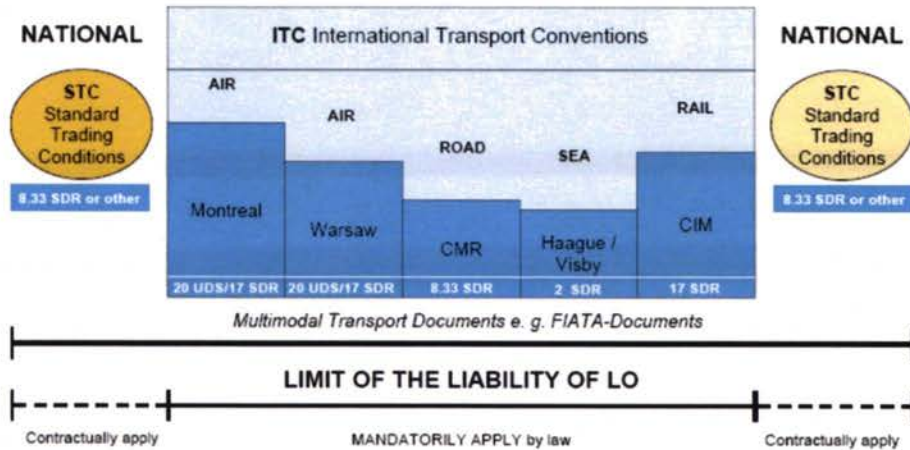 NATIONAL
ITC International Transport Conventions
NATIONAL
STC
Standard
Trading
Conditions
8.33 SDR or other
AIR
AIR
ROAD
SEA
RAIL
STC
Standard
Trading
Conditions
8.33 SDR or other
Montreal
Warsaw
CMR
Haague /
Visby
CIM
20 UDS/17 SDR
20 UDS/17 SDR
8.33 SDR
2 SDR
17 SDR
Multimodal Transport Documents e. g. FIATA-Documents
LIMIT OF THE LIABILITY OF LO
Contractually apply
MANDATORILY APPLY by law
Contractually apply